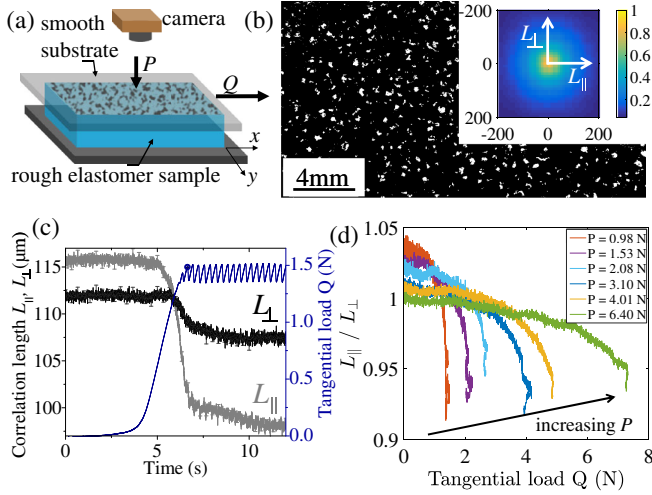 (a)
smooth
substrate
camera
P
Q
x
y
rough elastomer sample
(b)
4mm
-200
0
200
-200
0
200
L⊥
L∥
1
0.8
0.6
0.4
0.2
(c)
Correlation length L∥, L⊥ (μm)
115
110
105
100
0
5
10
Time (s)
L⊥
L∥
1.5
1.0
0.5
0.0
Tangential load Q (N)
(d)
L∥ / L⊥
1.05
1
0.95
0.9
0
2
4
6
8
Tangential load Q (N)
P = 0.98 N
P = 1.53 N
P = 2.08 N
P = 3.10 N
P = 4.01 N
P = 6.40 N
increasing P